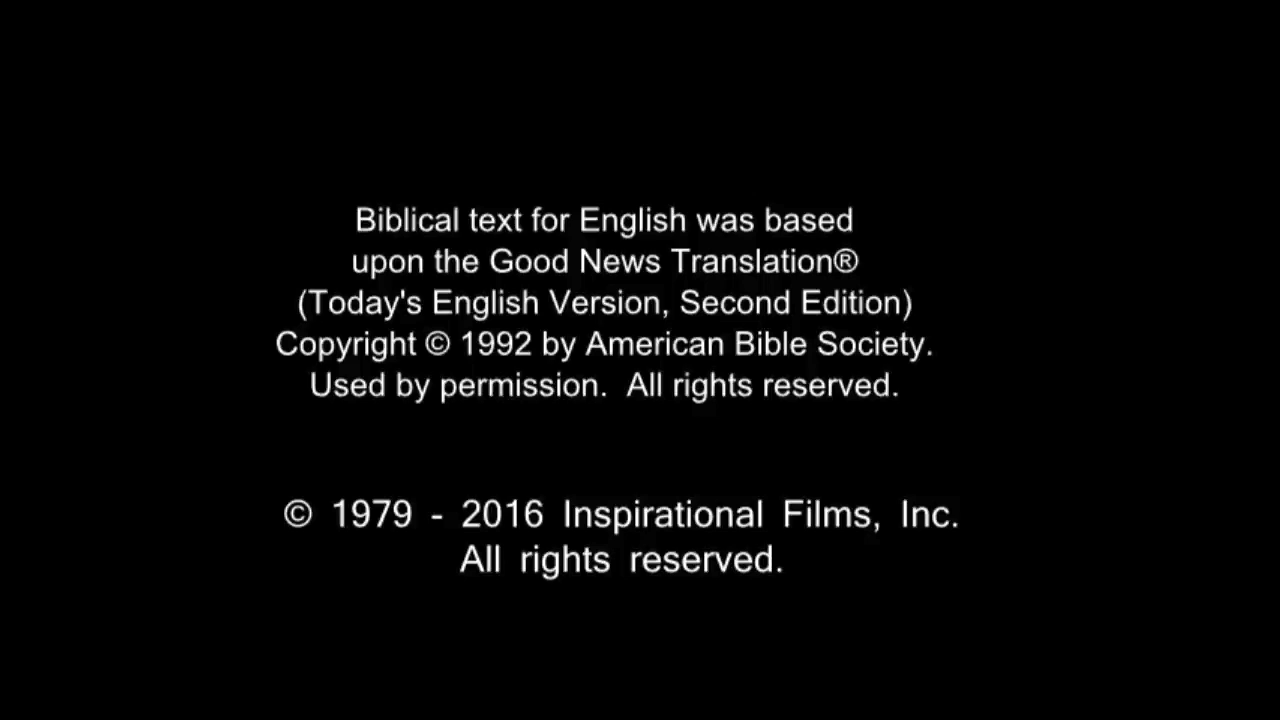 Biblical text for English was based
upon the Good News Translation®
(Today's English Version, Second Edition)
Copyright © 1992 by American Bible Society.
Used by permission.  All rights reserved.
© 1979 - 2016 Inspirational Films, Inc.
All rights reserved.